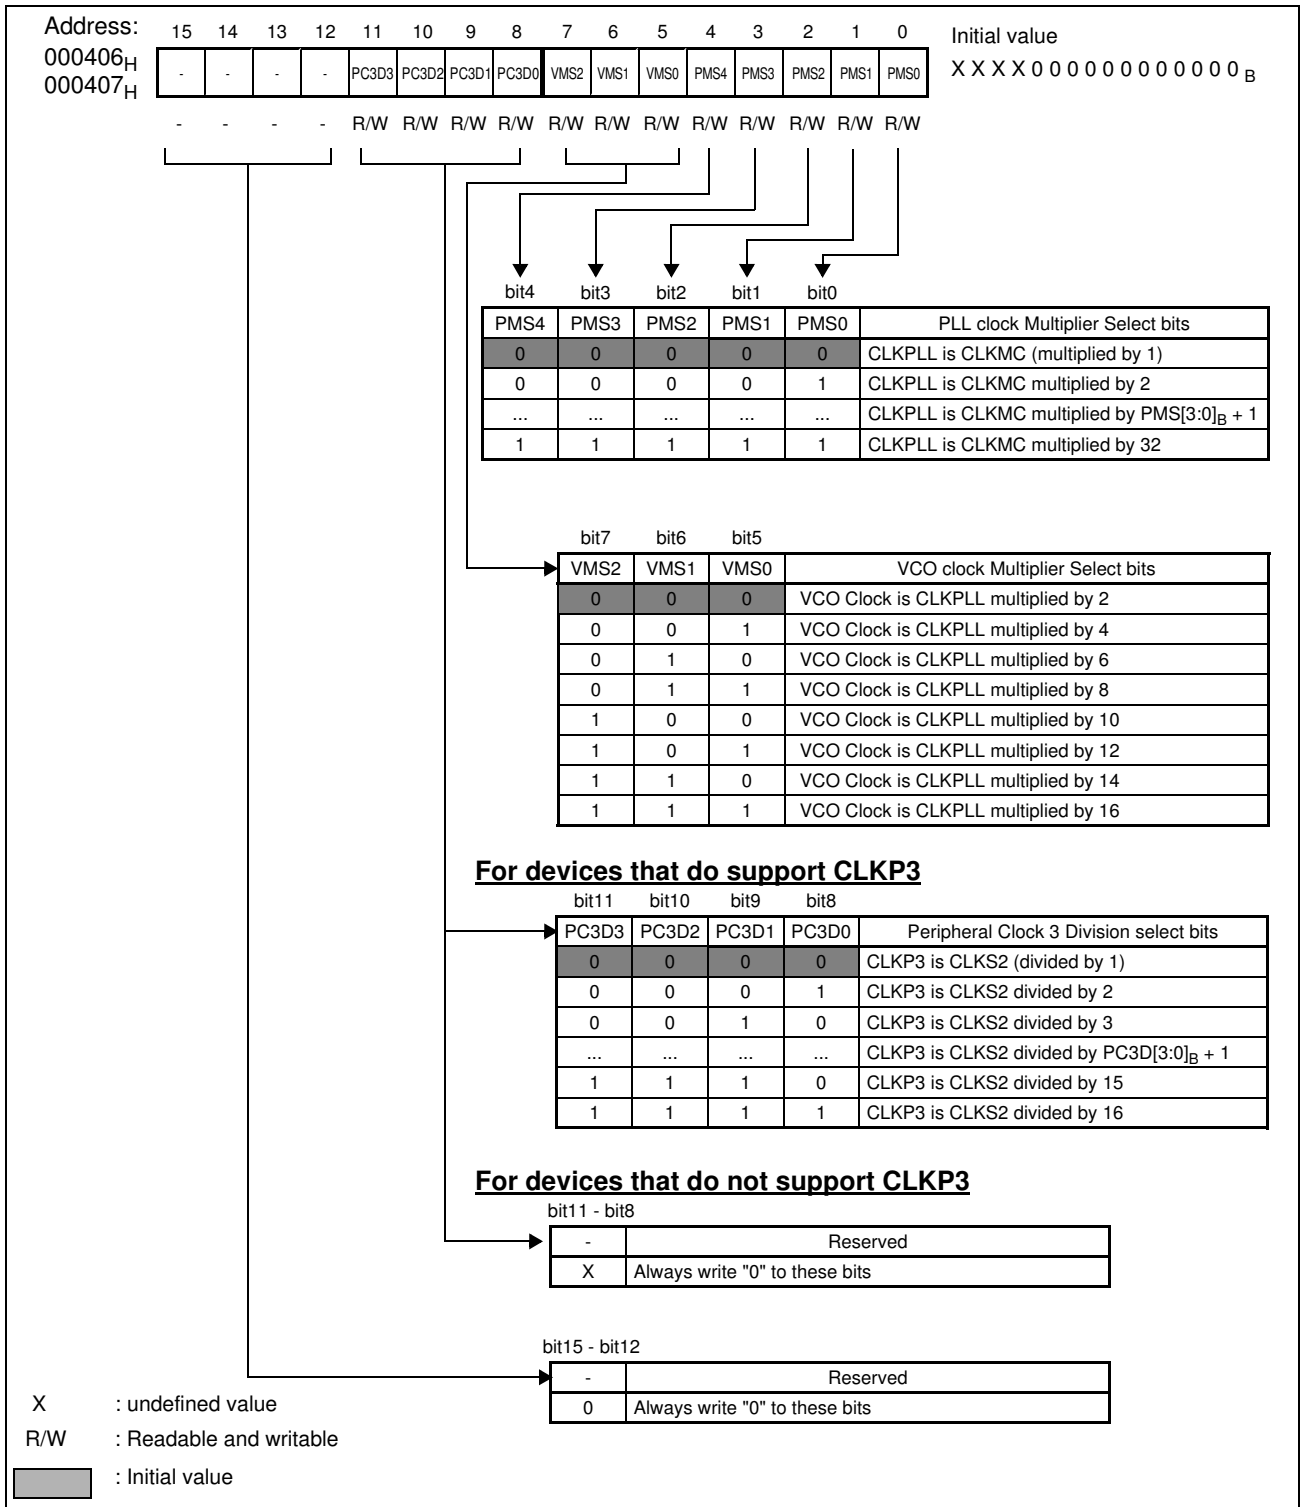 Address: 15 14 13 12 11 10 9 8 7 6 5 4 3 2 1 0 Initial value
000406H - - - - PC3D3 PC3D2 PC3D1 PC3D0 VMS2 VMS1 VMS0 PMS4 PMS3 PMS2 PMS1 PMS0 X X X X 0 0 0 0 0 0 0 0 0 0 0 0 B
000407H
- - - - R/W R/W R/W R/W R/W R/W R/W R/W R/W R/W R/W R/W
bit4 bit3 bit2 bit1 bit0
PMS4 PMS3 PMS2 PMS1 PMS0 PLL clock Multiplier Select bits
0 0 0 0 0 CLKPLL is CLKMC (multiplied by 1)
0 0 0 0 1 CLKPLL is CLKMC multiplied by 2
... ... ... ... ... CLKPLL is CLKMC multiplied by PMS[3:0]B + 1
1 1 1 1 1 CLKPLL is CLKMC multiplied by 32
bit7 bit6 bit5
VMS2 VMS1 VMS0 VCO clock Multiplier Select bits
0 0 0 VCO Clock is CLKPLL multiplied by 2
0 0 1 VCO Clock is CLKPLL multiplied by 4
0 1 0 VCO Clock is CLKPLL multiplied by 6
0 1 1 VCO Clock is CLKPLL multiplied by 8
1 0 0 VCO Clock is CLKPLL multiplied by 10
1 0 1 VCO Clock is CLKPLL multiplied by 12
1 1 0 VCO Clock is CLKPLL multiplied by 14
1 1 1 VCO Clock is CLKPLL multiplied by 16
For devices that do support CLKP3
bit11 bit10 bit9 bit8
PC3D3 PC3D2 PC3D1 PC3D0 Peripheral Clock 3 Division select bits
0 0 0 0 CLKP3 is CLKS2 (divided by 1)
0 0 0 1 CLKP3 is CLKS2 divided by 2
0 0 1 0 CLKP3 is CLKS2 divided by 3
... ... ... ... CLKP3 is CLKS2 divided by PC3D[3:0]B + 1
1 1 1 0 CLKP3 is CLKS2 divided by 15
1 1 1 1 CLKP3 is CLKS2 divided by 16
For devices that do not support CLKP3
bit11 - bit8
- Reserved
X Always write "0" to these bits
bit15 - bit12
- Reserved
0 Always write "0" to these bits
X : undefined value
R/W : Readable and writable
: Initial value